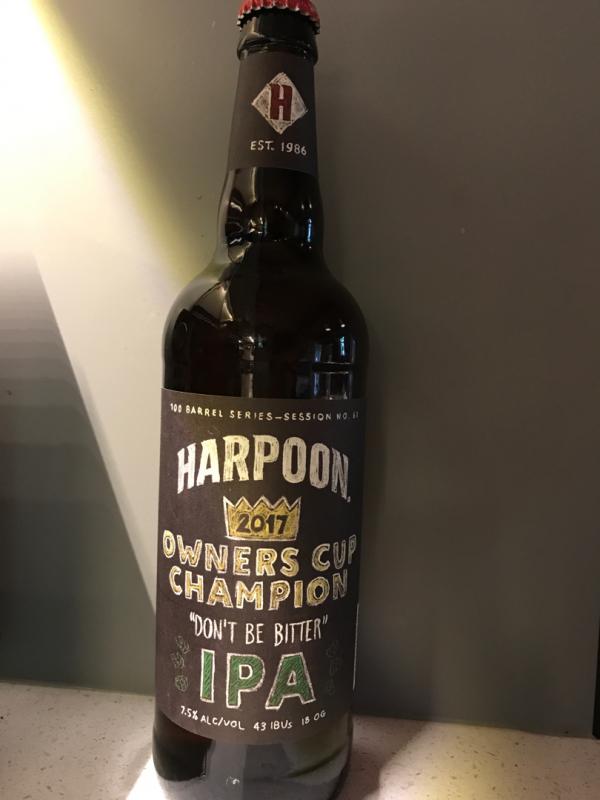 H
EST. 1986
100 BARREL SERIES—SESSION NO. 61
HARPOON
2017
OWNERS CUP
CHAMPION
"DON'T BE BITTER"
IPA
7.5% ALC/VOL 43 IBUs 18 OG